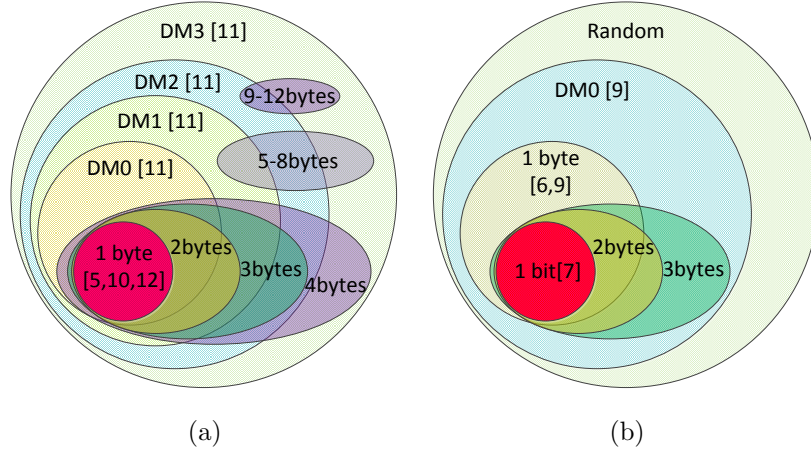 DM3 [11]
DM2 [11]
9-12bytes
DM1 [11]
5-8bytes
DM0 [11]
1 byte
[5,10,12]
2bytes
3bytes
4bytes
(a)
Random
DM0 [9]
1 byte
[6,9]
2bytes
1 bit[7]
3bytes
(b)